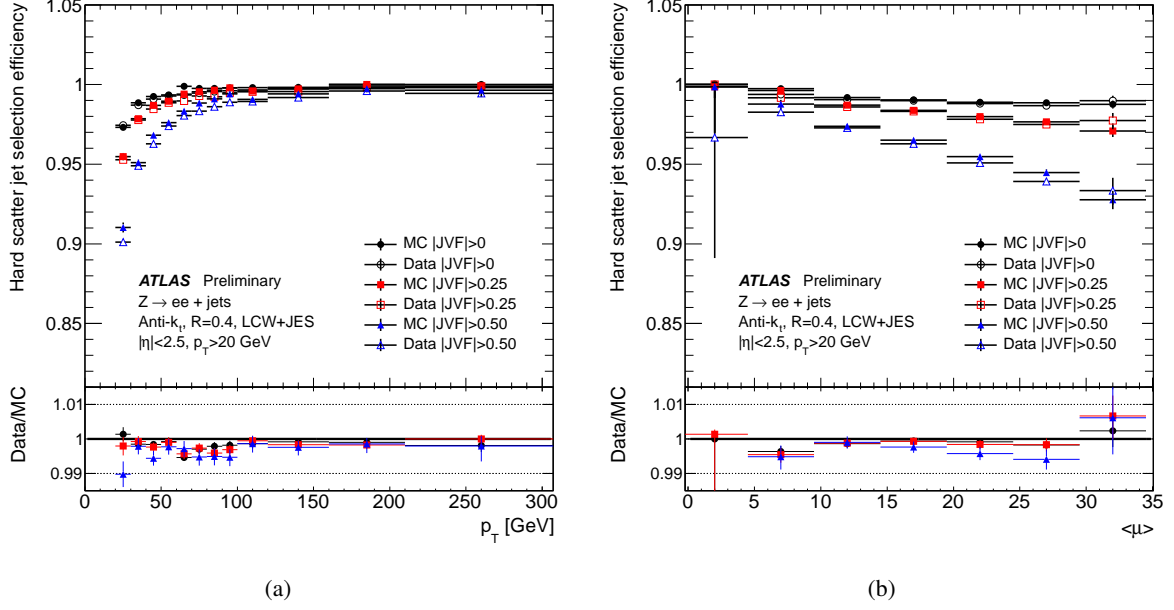 Hard scatter jet selection efficiency
1.05
1
0.95
0.9
0.85
MC |JVF|>0
Data |JVF|>0
MC |JVF|>0.25
Data |JVF|>0.25
MC |JVF|>0.50
Data |JVF|>0.50
ATLAS Preliminary
Z → ee + jets
Anti-kt, R=0.4, LCW+JES
|η|<2.5, pT>20 GeV
Data/MC
1.01
1
0.99
0 50 100 150 200 250 300
pT [GeV]
(a)
Hard scatter jet selection efficiency
1.05
1
0.95
0.9
0.85
MC |JVF|>0
Data |JVF|>0
MC |JVF|>0.25
Data |JVF|>0.25
MC |JVF|>0.50
Data |JVF|>0.50
ATLAS Preliminary
Z → ee + jets
Anti-kt, R=0.4, LCW+JES
|η|<2.5, pT>20 GeV
Data/MC
1.01
1
0.99
0 5 10 15 20 25 30 35
<μ>
(b)